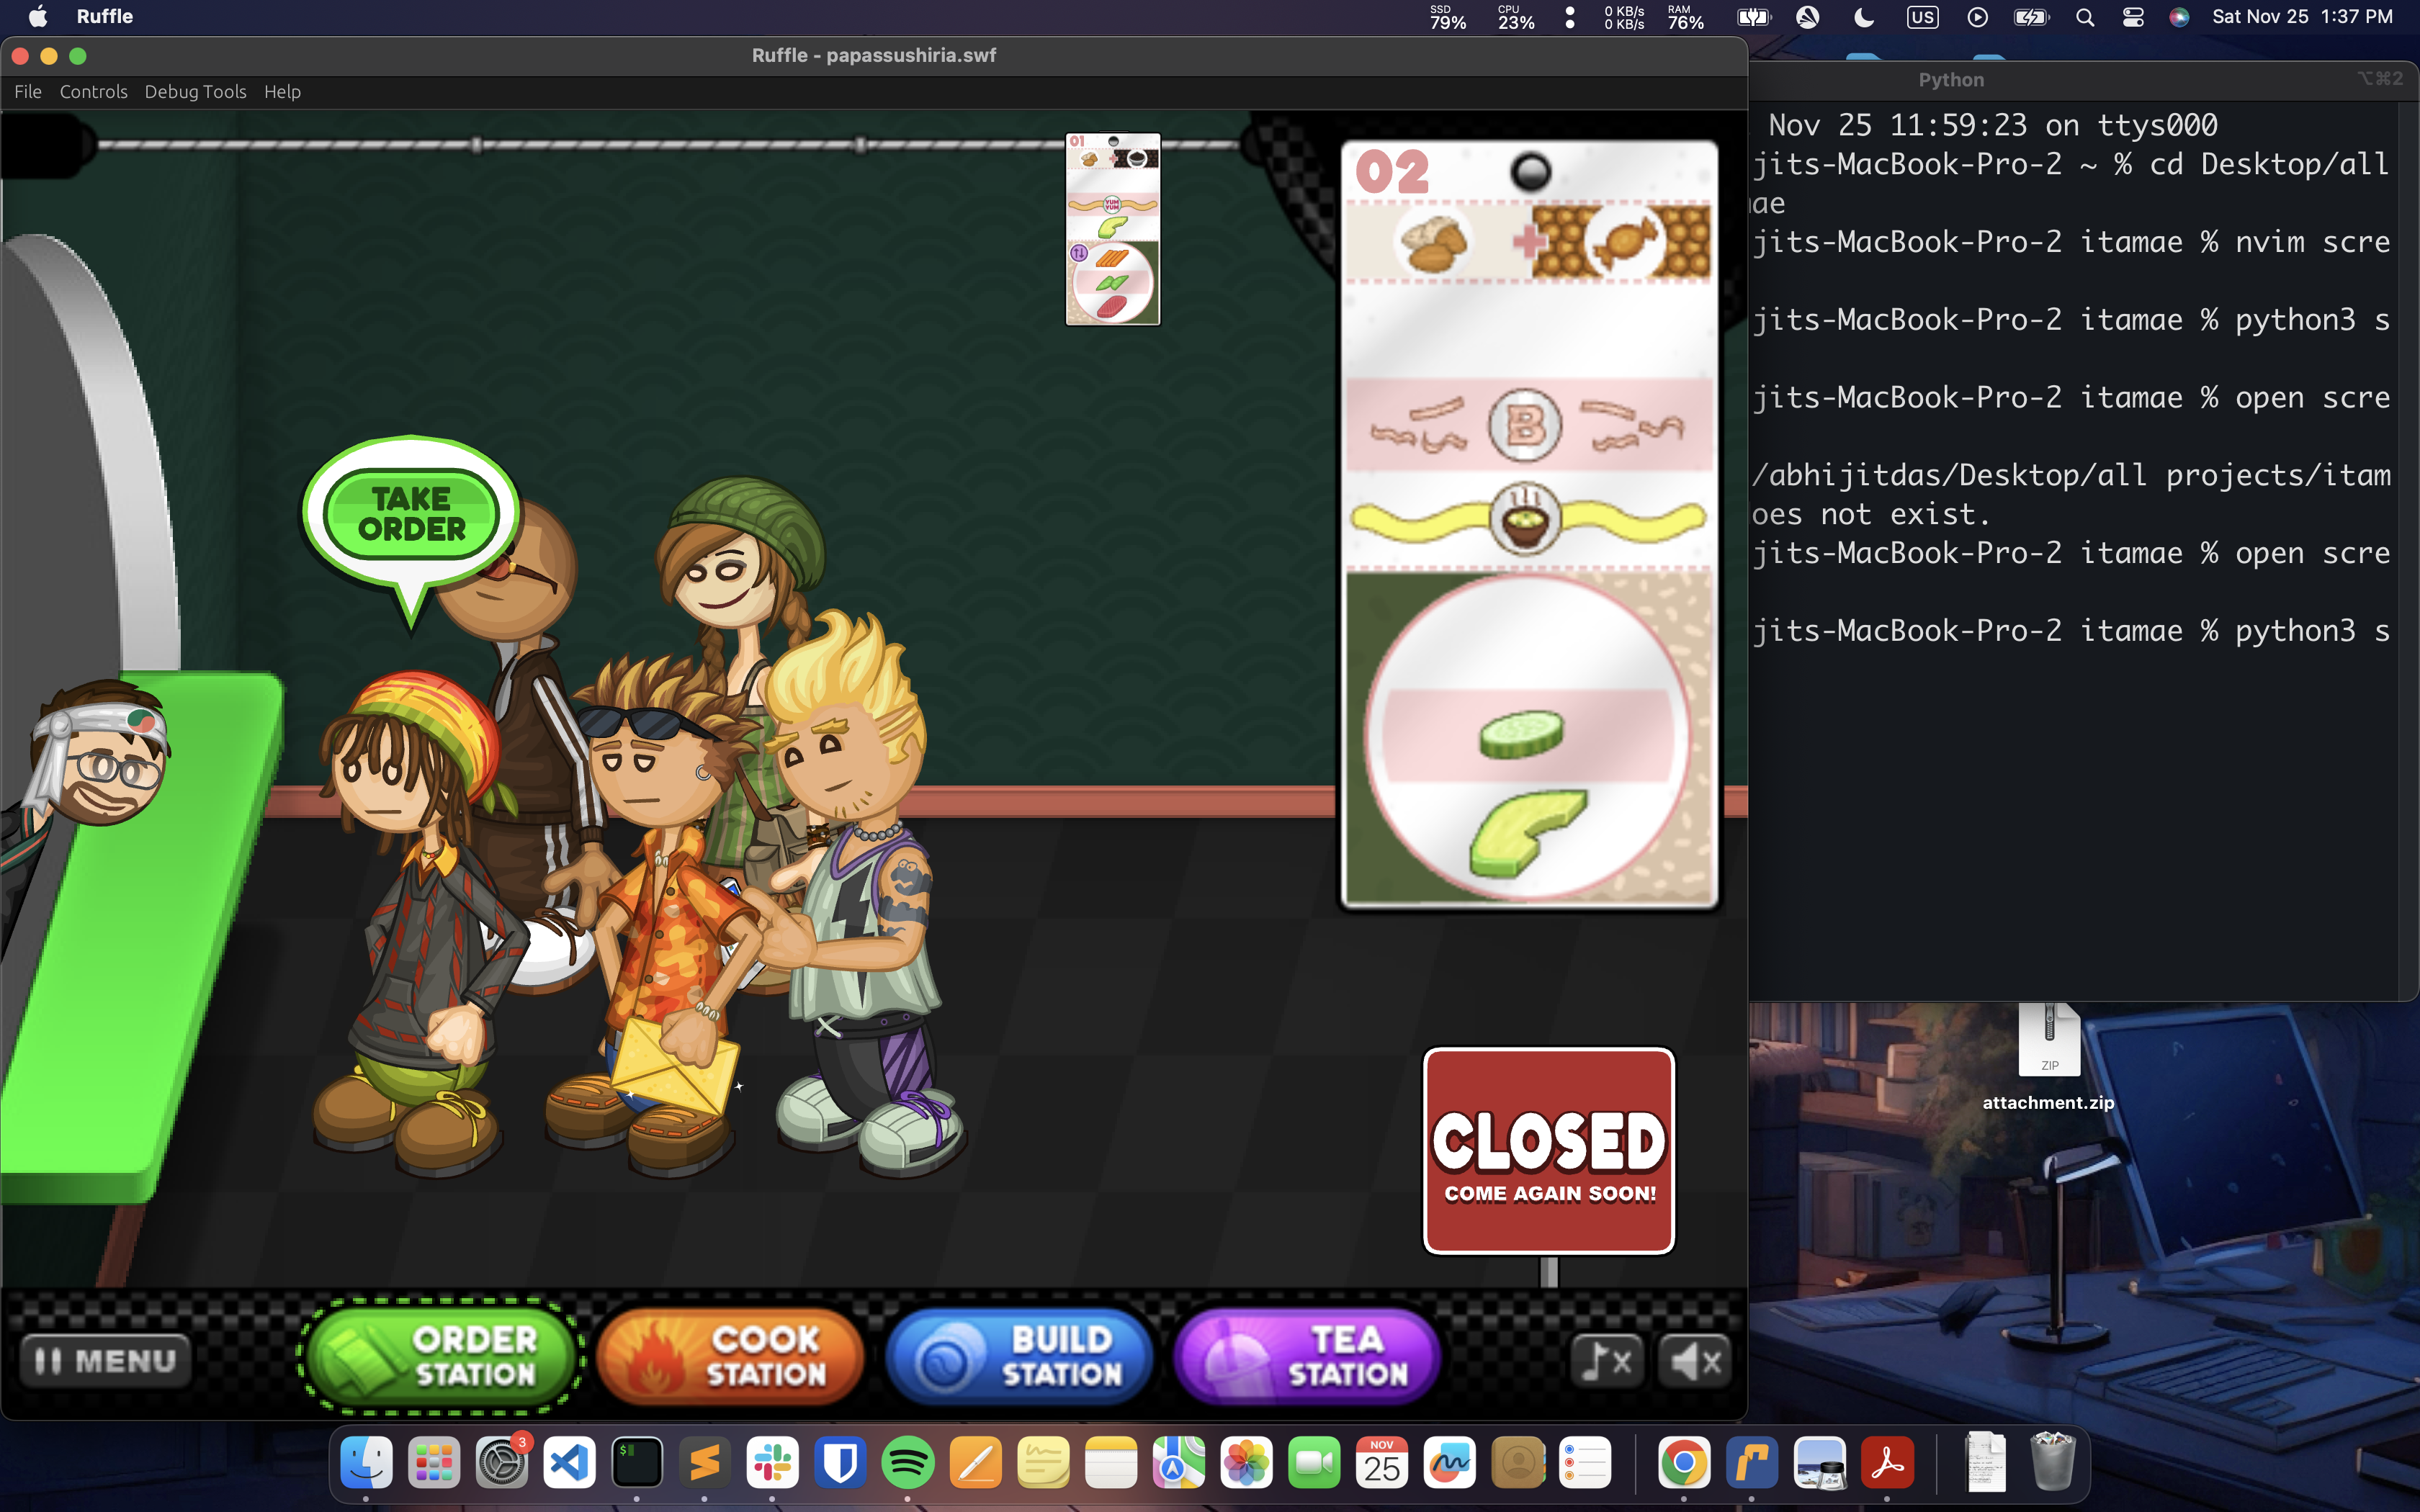 Ruffle
SSD
79%
CPU
23%
0 KB/s
0 KB/s
RAM
76%
US
Sat Nov 25 1:37 PM
Ruffle - papassushiria.swf
File Controls Debug Tools Help
Python
⌥⌘2
Nov 25 11:59:23 on ttys000
jits-MacBook-Pro-2 ~ % cd Desktop/all
ae
jits-MacBook-Pro-2 itamae % nvim scre
jits-MacBook-Pro-2 itamae % python3 s
jits-MacBook-Pro-2 itamae % open scre
/abhijitdas/Desktop/all projects/itam
oes not exist.
jits-MacBook-Pro-2 itamae % open scre
jits-MacBook-Pro-2 itamae % python3 s
01
YUM
YUM
02
B
TAKE
ORDER
CLOSED
COME AGAIN SOON!
MENU
ORDER
STATION
COOK
STATION
BUILD
STATION
TEA
STATION
ZIP
attachment.zip
3
$
NOV
25